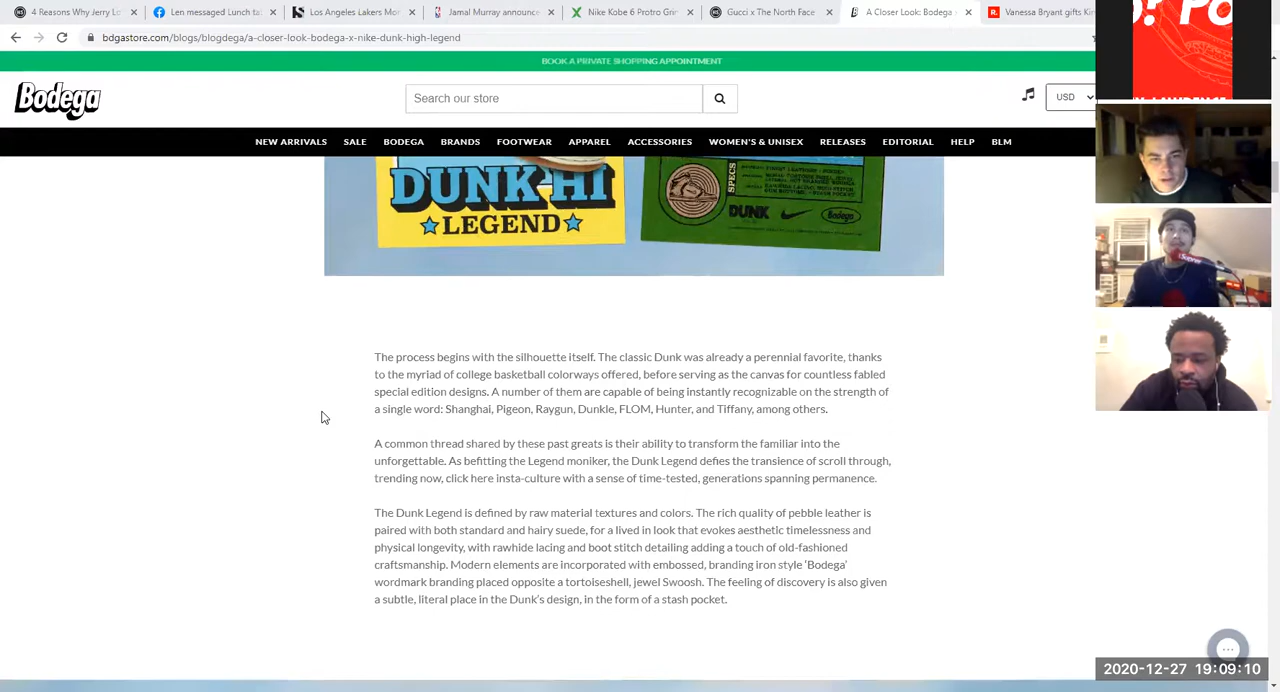 4 Reasons Why Jerry Lo
Len messaged Lunch tal
Los Angeles Lakers Mor
Jamal Murray announce
Nike Kobe 6 Protro Grin
Gucci x The North Face
A Closer Look: Bodega x
Vanessa Bryant gifts Ki
bdgastore.com/blogs/blogdega/a-closer-look-bodega-x-nike-dunk-high-legend
BOOK A PRIVATE SHOPPING APPOINTMENT
Bodega
Search our store
USD
NEW ARRIVALS SALE BODEGA BRANDS FOOTWEAR APPAREL ACCESSORIES WOMEN'S & UNISEX RELEASES EDITORIAL HELP BLM
DUNK HI
LEGEND
SPECS
DUNK
Bodega
The process begins with the silhouette itself. The classic Dunk was already a perennial favorite, thanks
to the myriad of college basketball colorways offered, before serving as the canvas for countless fabled
special edition designs. A number of them are capable of being instantly recognizable on the strength of
a single word: Shanghai, Pigeon, Raygun, Dunkle, FLOM, Hunter, and Tiffany, among others.
A common thread shared by these past greats is their ability to transform the familiar into the
unforgettable. As befitting the Legend moniker, the Dunk Legend defies the transience of scroll through,
trending now, click here insta-culture with a sense of time-tested, generations spanning permanence.
The Dunk Legend is defined by raw material textures and colors. The rich quality of pebble leather is
paired with both standard and hairy suede, for a lived in look that evokes aesthetic timelessness and
physical longevity, with rawhide lacing and boot stitch detailing adding a touch of old-fashioned
craftsmanship. Modern elements are incorporated with embossed, branding iron style ‘Bodega’
wordmark branding placed opposite a tortoiseshell, jewel Swoosh. The feeling of discovery is also given
a subtle, literal place in the Dunk’s design, in the form of a stash pocket.
Supreme
2020-12-27 19:09:10